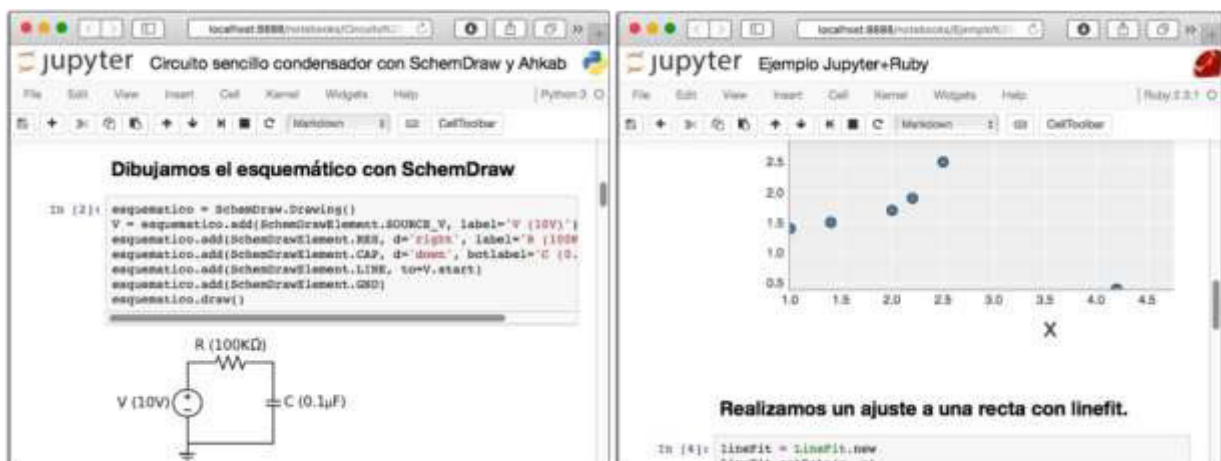 localhost:8888/notebooks/Circuito%20
jupyter Circuito sencillo condensador con SchemDraw y Ahkab
File Edit View Insert Cell Kernel Widgets Help Python 3
Markdown CellToolbar
Dibujamos el esquemático con SchemDraw
In [2]: esquematico = SchemDraw.Drawing()
V = esquematico.add(SchemDrawElement.SOURCE_V, label='V (10V)')
esquematico.add(SchemDrawElement.RES, d='right', label='R (100K
esquematico.add(SchemDrawElement.CAP, d='down', botlabel='C (0.
esquematico.add(SchemDrawElement.LINE, to=V.start)
esquematico.add(SchemDrawElement.GND)
esquematico.draw()
R (100KΩ)
V (10V)
C (0.1µF)
localhost:8888/notebooks/Ejemplo%20
jupyter Ejemplo Jupyter+Ruby
File Edit View Insert Cell Kernel Widgets Help Ruby 2.3.1
Markdown CellToolbar
2.5
2.0
1.5
1.0
0.5
1.0 1.5 2.0 2.5 3.0 3.5 4.0 4.5
X
Realizamos un ajuste a una recta con linefit.
In [4]: lineFit = LineFit.new